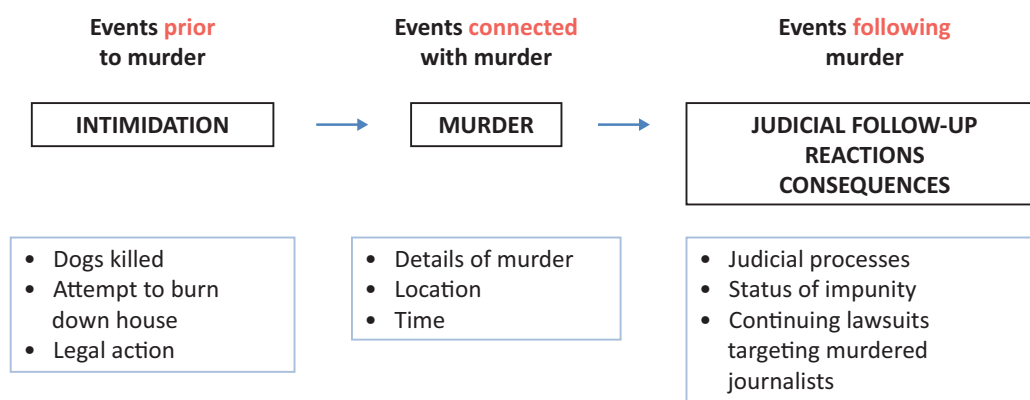 Events prior
to murder
Events connected
with murder
Events following
murder
INTIMIDATION
MURDER
JUDICIAL FOLLOW-UP
REACTIONS
CONSEQUENCES
• Dogs killed
• Attempt to burn
down house
• Legal action
• Details of murder
• Location
• Time
• Judicial processes
• Status of impunity
• Continuing lawsuits
targeting murdered
journalists